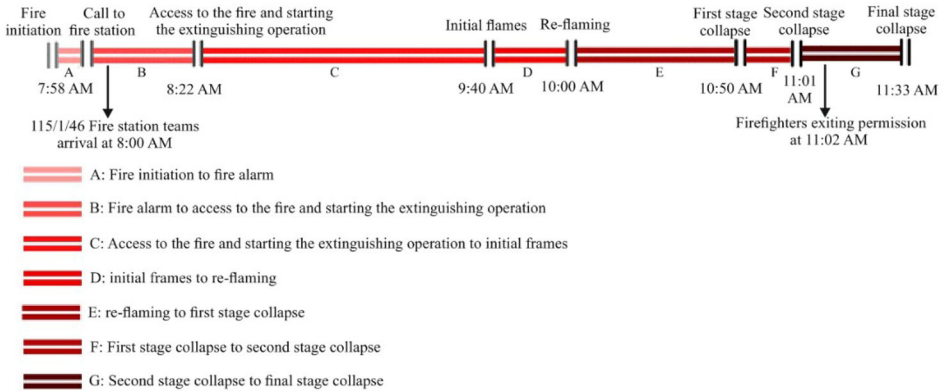 Fire
initiation
Call to
fire station
Access to the fire and starting
the extinguishing operation
Initial flames
Re-flaming
First stage
collapse
Second stage
collapse
Final stage
collapse
A
B
C
D
E
F
G
7:58 AM
8:22 AM
9:40 AM
10:00 AM
10:50 AM
11:01
AM
11:33 AM
115/1/46 Fire station teams
arrival at 8:00 AM
Firefighters exiting permission
at 11:02 AM
A: Fire initiation to fire alarm
B: Fire alarm to access to the fire and starting the extinguishing operation
C: Access to the fire and starting the extinguishing operation to initial frames
D: initial frames to re-flaming
E: re-flaming to first stage collapse
F: First stage collapse to second stage collapse
G: Second stage collapse to final stage collapse